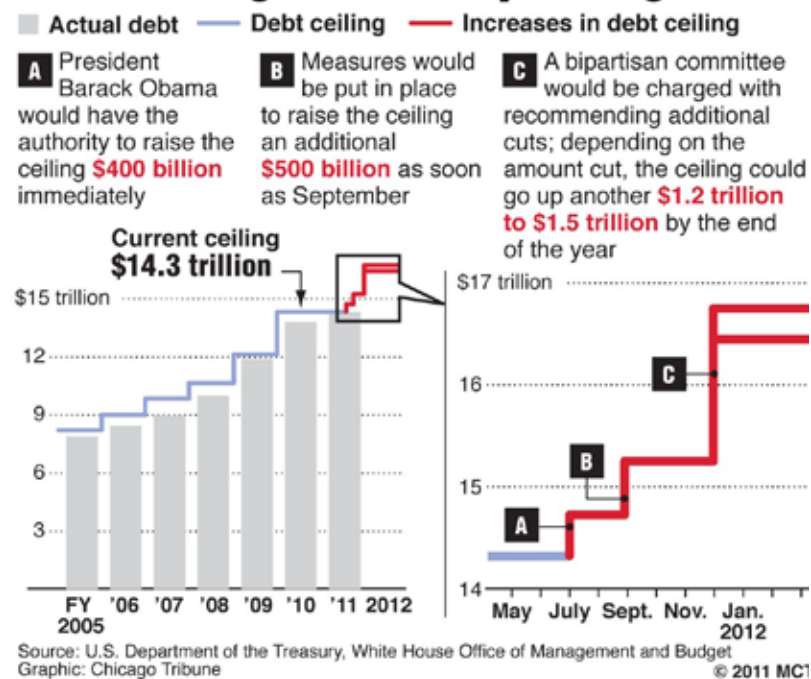 Actual debt Debt ceiling Increases in debt ceiling
A President
Barack Obama
would have the
authority to raise the
ceiling $400 billion
immediately
B Measures would
be put in place
to raise the ceiling
an additional
$500 billion as soon
as September
C A bipartisan committee
would be charged with
recommending additional
cuts; depending on the
amount cut, the ceiling could
go up another $1.2 trillion
to $1.5 trillion by the end
of the year
Current ceiling
$14.3 trillion
$15 trillion
12
9
6
3
FY '06 '07 '08 '09 '10 '11 2012
2005
$17 trillion
16
15
14
C
B
A
May July Sept. Nov. Jan.
2012
Source: U.S. Department of the Treasury, White House Office of Management and Budget
Graphic: Chicago Tribune
© 2011 MCT